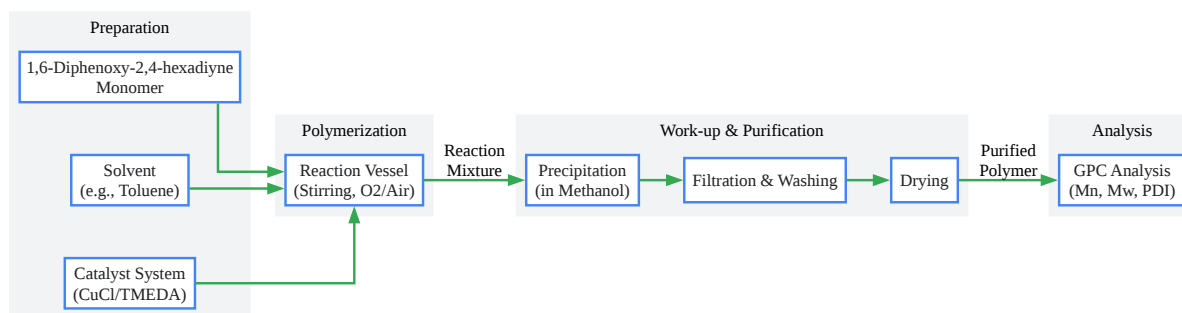 Preparation
1,6-Diphenoxy-2,4-hexadiyne
Monomer
Solvent
(e.g., Toluene)
Catalyst System
(CuCl/TMEDA)
Polymerization
Reaction Vessel
(Stirring, O2/Air)
Reaction
Mixture
Work-up & Purification
Precipitation
(in Methanol)
Filtration & Washing
Drying
Purified
Polymer
Analysis
GPC Analysis
(Mn, Mw, PDI)